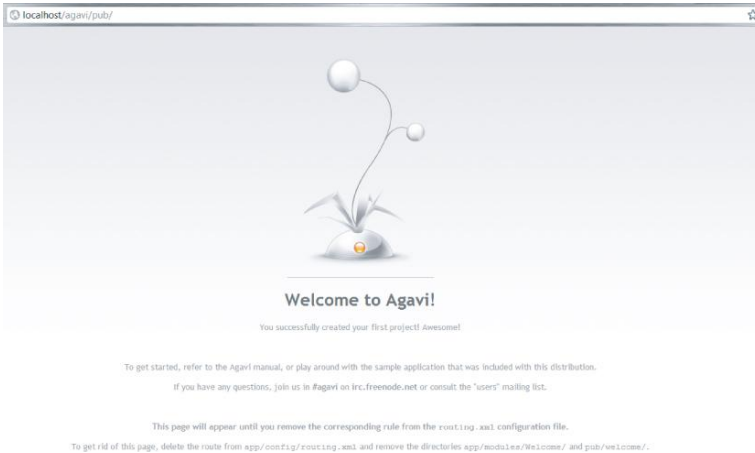 localhost/agavi/pub/
Welcome to Agavi!
You successfully created your first project! Awesome!
To get started, refer to the Agavi manual, or play around with the sample application that was included with this distribution.
If you have any questions, join us in #agavi on irc.freenode.net or consult the "users" mailing list.
This page will appear until you remove the corresponding rule from the routing.xml configuration file.
To get rid of this page, delete the route from app/config/routing.xml and remove the directories app/modules/Welcome/ and pub/welcome/.